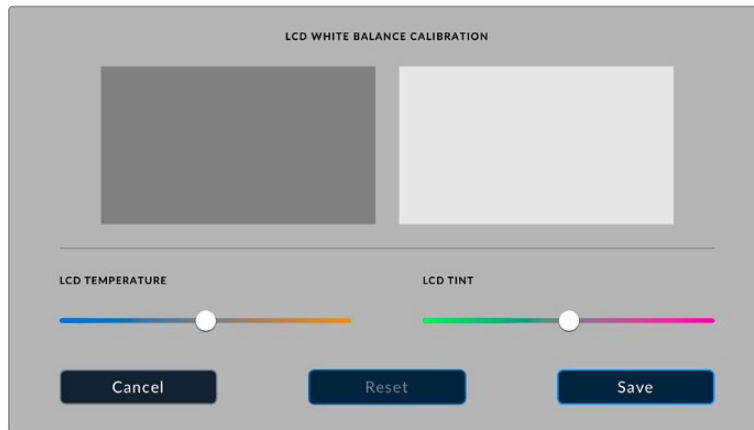 LCD WHITE BALANCE CALIBRATION
LCD TEMPERATURE
LCD TINT
Cancel
Reset
Save